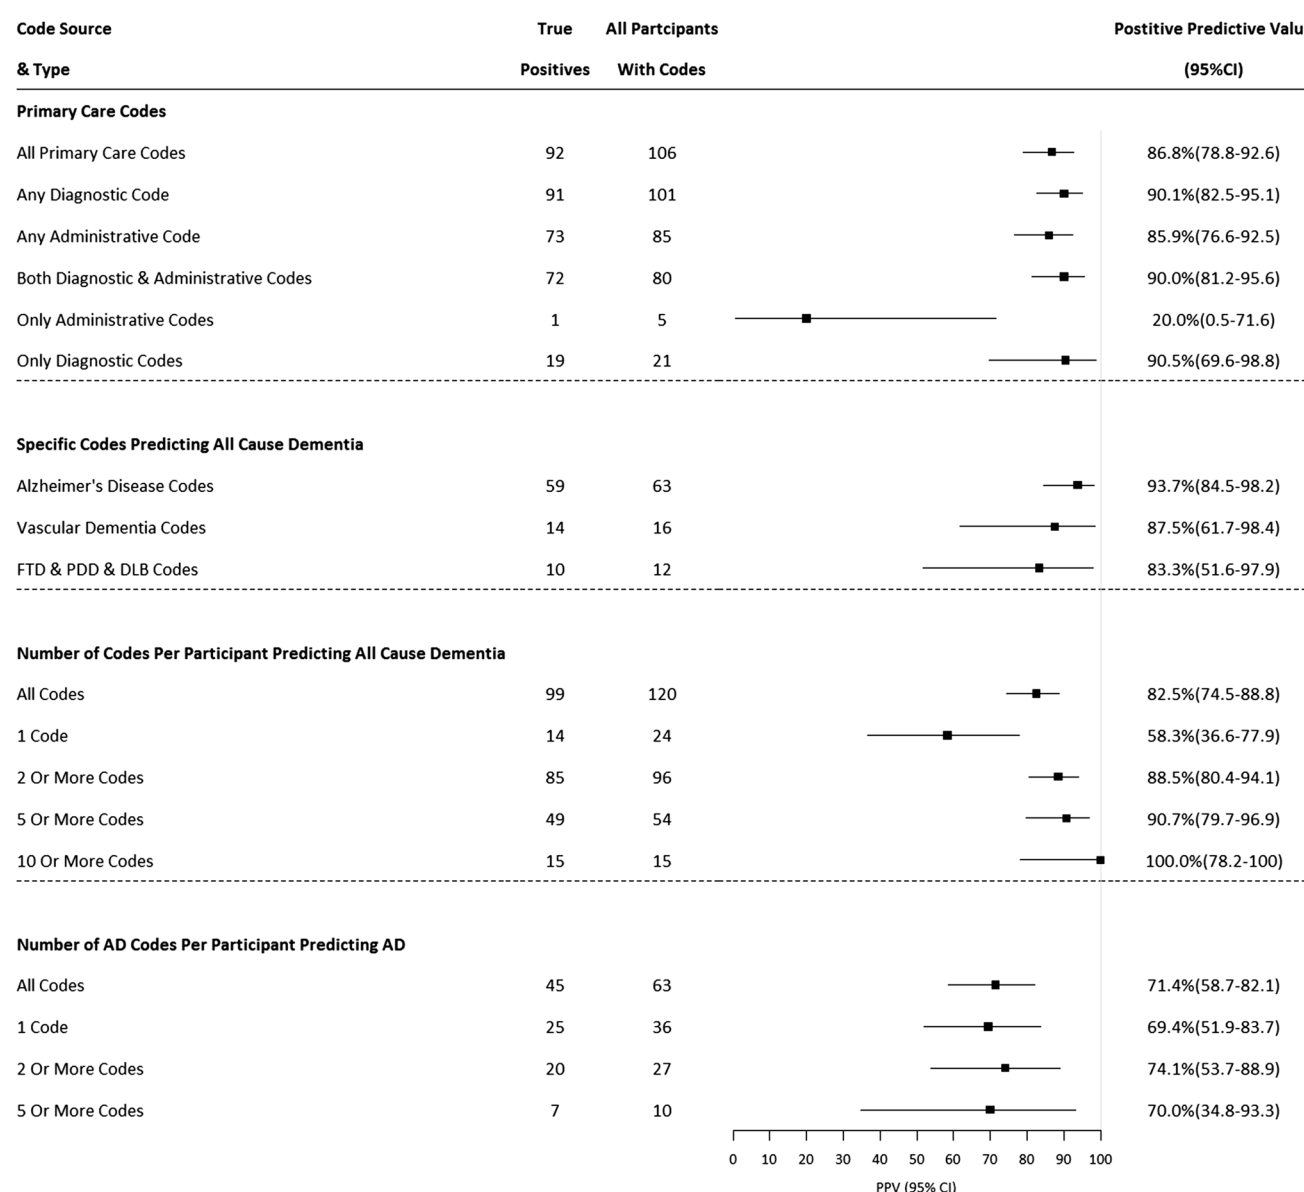 Code Source True All Partcipants Postitive Predictive Valu
& Type Positives With Codes (95%CI)
Primary Care Codes
All Primary Care Codes 92 106 86.8%(78.8-92.6)
Any Diagnostic Code 91 101 90.1%(82.5-95.1)
Any Administrative Code 73 85 85.9%(76.6-92.5)
Both Diagnostic & Administrative Codes 72 80 90.0%(81.2-95.6)
Only Administrative Codes 1 5 20.0%(0.5-71.6)
Only Diagnostic Codes 19 21 90.5%(69.6-98.8)
Specific Codes Predicting All Cause Dementia
Alzheimer's Disease Codes 59 63 93.7%(84.5-98.2)
Vascular Dementia Codes 14 16 87.5%(61.7-98.4)
FTD & PDD & DLB Codes 10 12 83.3%(51.6-97.9)
Number of Codes Per Participant Predicting All Cause Dementia
All Codes 99 120 82.5%(74.5-88.8)
1 Code 14 24 58.3%(36.6-77.9)
2 Or More Codes 85 96 88.5%(80.4-94.1)
5 Or More Codes 49 54 90.7%(79.7-96.9)
10 Or More Codes 15 15 100.0%(78.2-100)
Number of AD Codes Per Participant Predicting AD
All Codes 45 63 71.4%(58.7-82.1)
1 Code 25 36 69.4%(51.9-83.7)
2 Or More Codes 20 27 74.1%(53.7-88.9)
5 Or More Codes 7 10 70.0%(34.8-93.3)
0 10 20 30 40 50 60 70 80 90 100
PPV (95% CI)